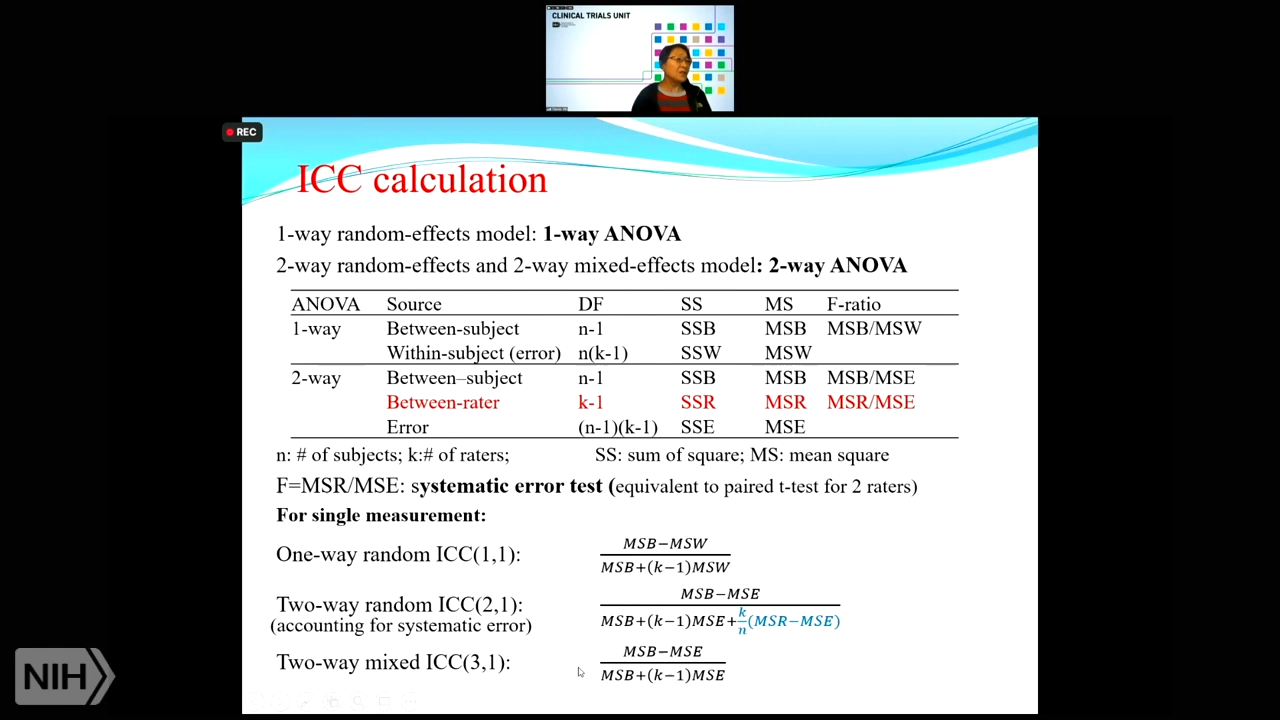 CLINICAL TRIALS UNIT
REC
ICC calculation
1-way random-effects model: 1-way ANOVA
2-way random-effects and 2-way mixed-effects model: 2-way ANOVA
ANOVA Source DF SS MS F-ratio
1-way Between-subject n-1 SSB MSB MSB/MSW
Within-subject (error) n(k-1) SSW MSW
2-way Between–subject n-1 SSB MSB MSB/MSE
Between-rater k-1 SSR MSR MSR/MSE
Error (n-1)(k-1) SSE MSE
n: # of subjects; k:# of raters; SS: sum of square; MS: mean square
F=MSR/MSE: systematic error test (equivalent to paired t-test for 2 raters)
For single measurement:
One-way random ICC(1,1): MSB−MSW / MSB+(k−1)MSW
Two-way random ICC(2,1): MSB−MSE / MSB+(k−1)MSE+k/n(MSR−MSE)
(accounting for systematic error)
Two-way mixed ICC(3,1): MSB−MSE / MSB+(k−1)MSE
NIH